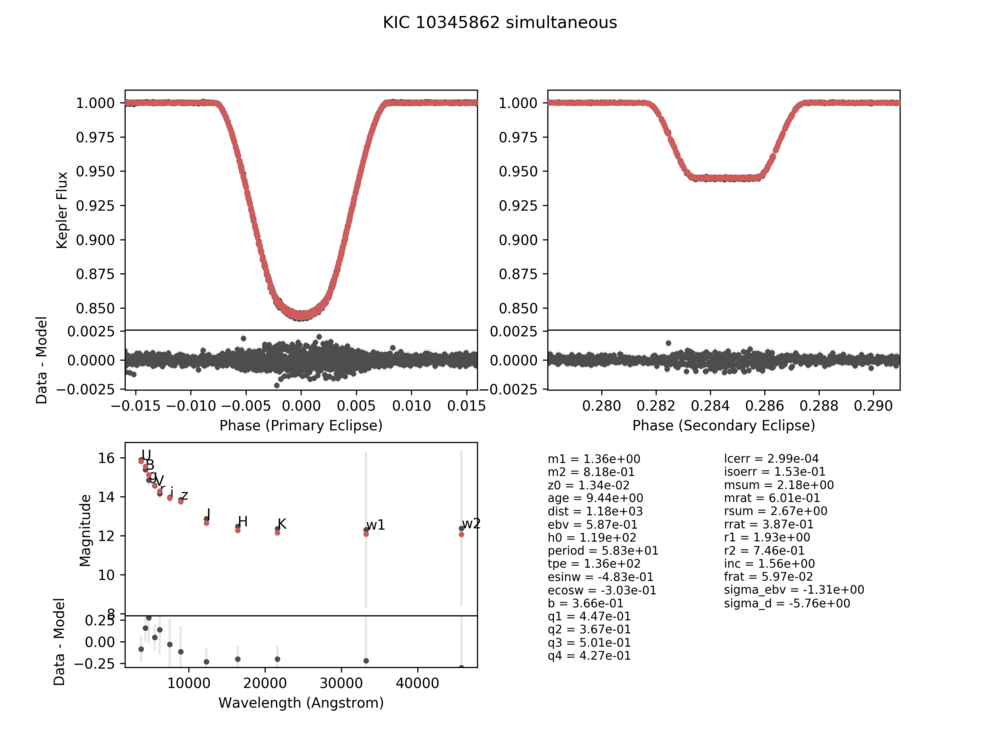 KIC 10345862 simultaneous
Kepler Flux
1.000
0.975
0.950
0.925
0.900
0.875
0.850
1.000
0.975
0.950
0.925
0.900
0.875
0.850
Data - Model
0.0025
0.0000
−0.0025
0.0025
0.0000
−0.0025
−0.015 −0.010 −0.005 0.000 0.005 0.010 0.015
Phase (Primary Eclipse)
0.280 0.282 0.284 0.286 0.288 0.290
Phase (Secondary Eclipse)
Magnitude
16
14
12
10
8
U
B
g
V
r
i
z
J
H
K
w1
w2
Data - Model
0.25
0.00
−0.25
10000 20000 30000 40000
Wavelength (Angstrom)
m1 = 1.36e+00
m2 = 8.18e-01
z0 = 1.34e-02
age = 9.44e+00
dist = 1.18e+03
ebv = 5.87e-01
h0 = 1.19e+02
period = 5.83e+01
tpe = 1.36e+02
esinw = -4.83e-01
ecosw = -3.03e-01
b = 3.66e-01
q1 = 4.47e-01
q2 = 3.67e-01
q3 = 5.01e-01
q4 = 4.27e-01
lcerr = 2.99e-04
isoerr = 1.53e-01
msum = 2.18e+00
mrat = 6.01e-01
rsum = 2.67e+00
rrat = 3.87e-01
r1 = 1.93e+00
r2 = 7.46e-01
inc = 1.56e+00
frat = 5.97e-02
sigma_ebv = -1.31e+00
sigma_d = -5.76e+00